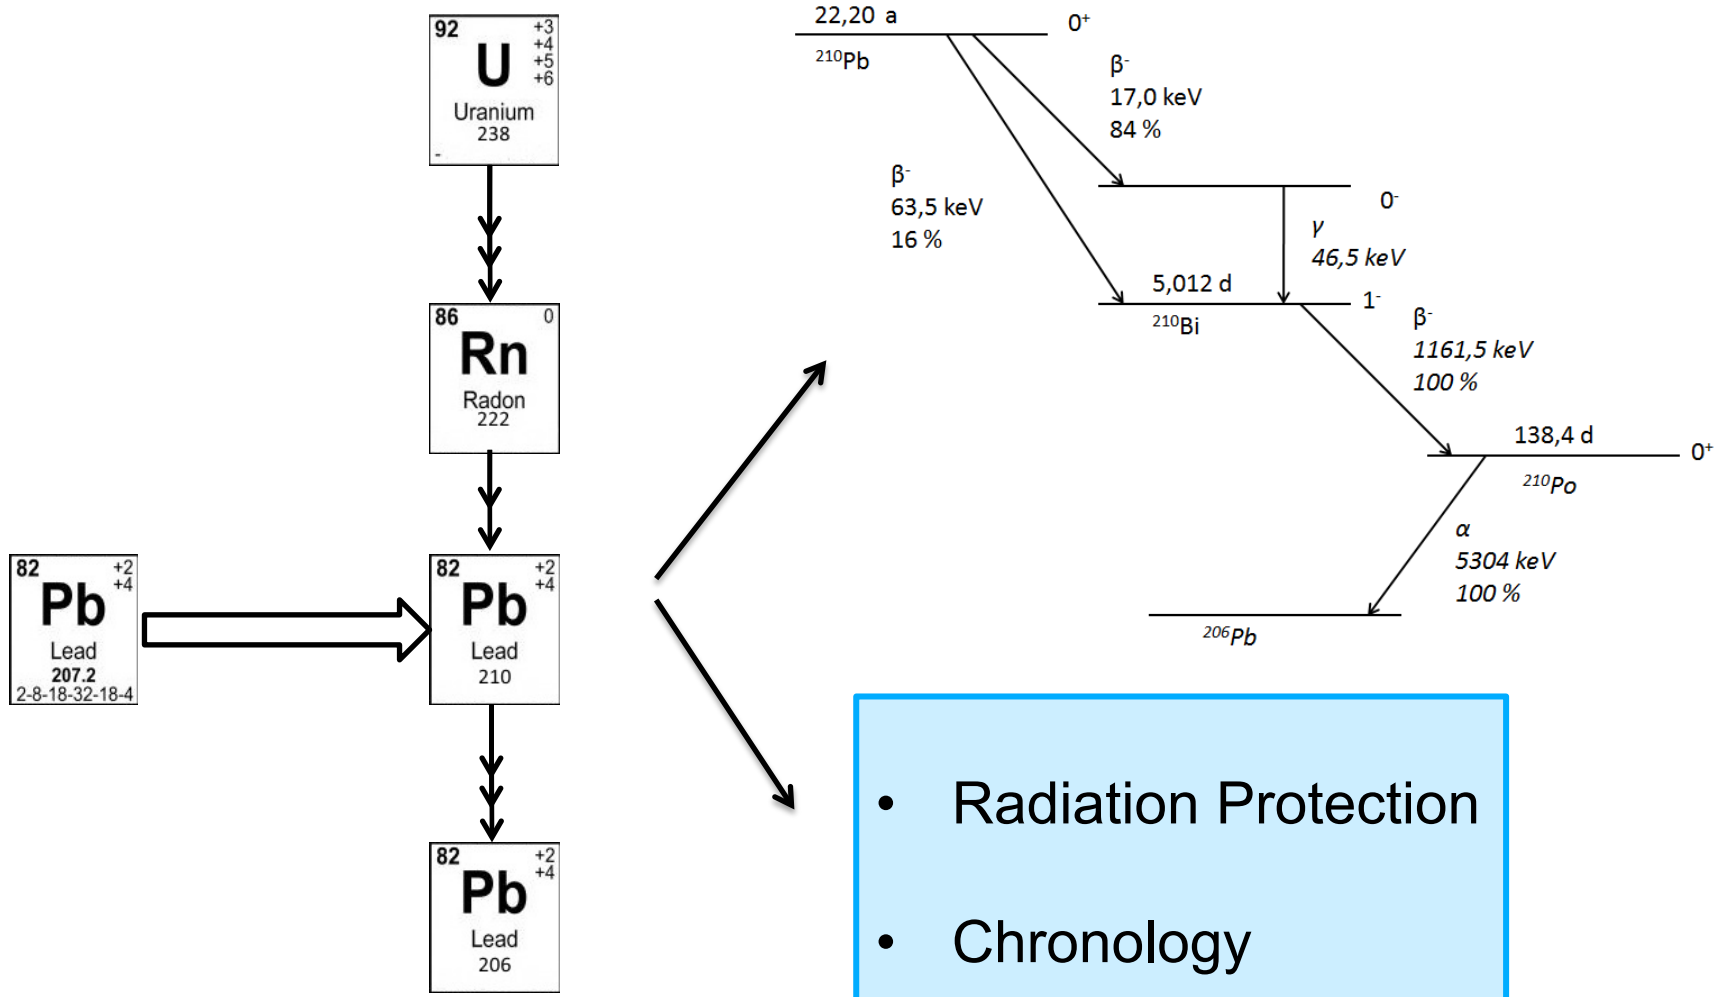 92 +3
+4
U +5
+6
Uranium
238
-
86 0
Rn
Radon
222
82 +2
Pb +4
Lead
207.2
2-8-18-32-18-4
82 +2
Pb +4
Lead
210
82 +2
Pb +4
Lead
206
22,20 a 0⁺
²¹⁰Pb
β⁻
17,0 keV
84 %
β⁻
63,5 keV
16 %
0⁻
γ
46,5 keV
5,012 d 1⁻
²¹⁰Bi
β⁻
1161,5 keV
100 %
138,4 d 0⁺
²¹⁰Po
α
5304 keV
100 %
²⁰⁶Pb
• Radiation Protection
• Chronology